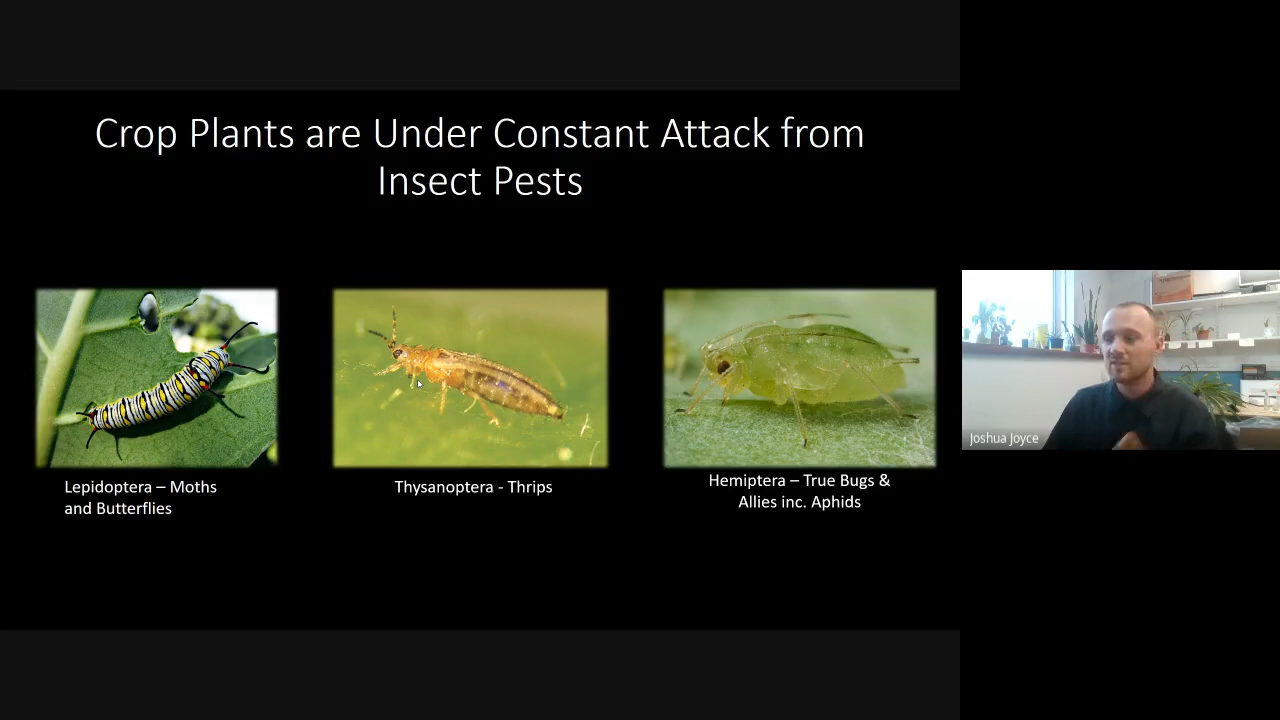 Crop Plants are Under Constant Attack from
Insect Pests
Lepidoptera – Moths
and Butterflies
Thysanoptera - Thrips
Hemiptera – True Bugs &
Allies inc. Aphids
Joshua Joyce